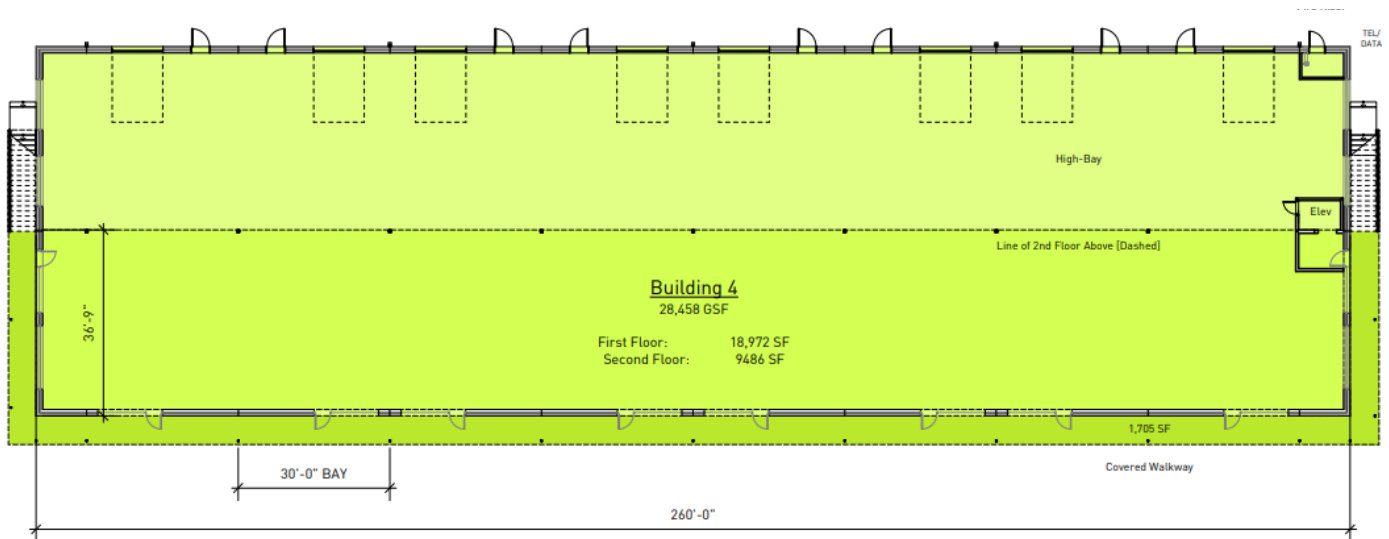 TEL/
DATA
High-Bay
Elev
Line of 2nd Floor Above [Dashed]
36'-9"
Building 4
28,458 GSF
First Floor: 18,972 SF
Second Floor: 9486 SF
1,705 SF
Covered Walkway
30'-0" BAY
260'-0"